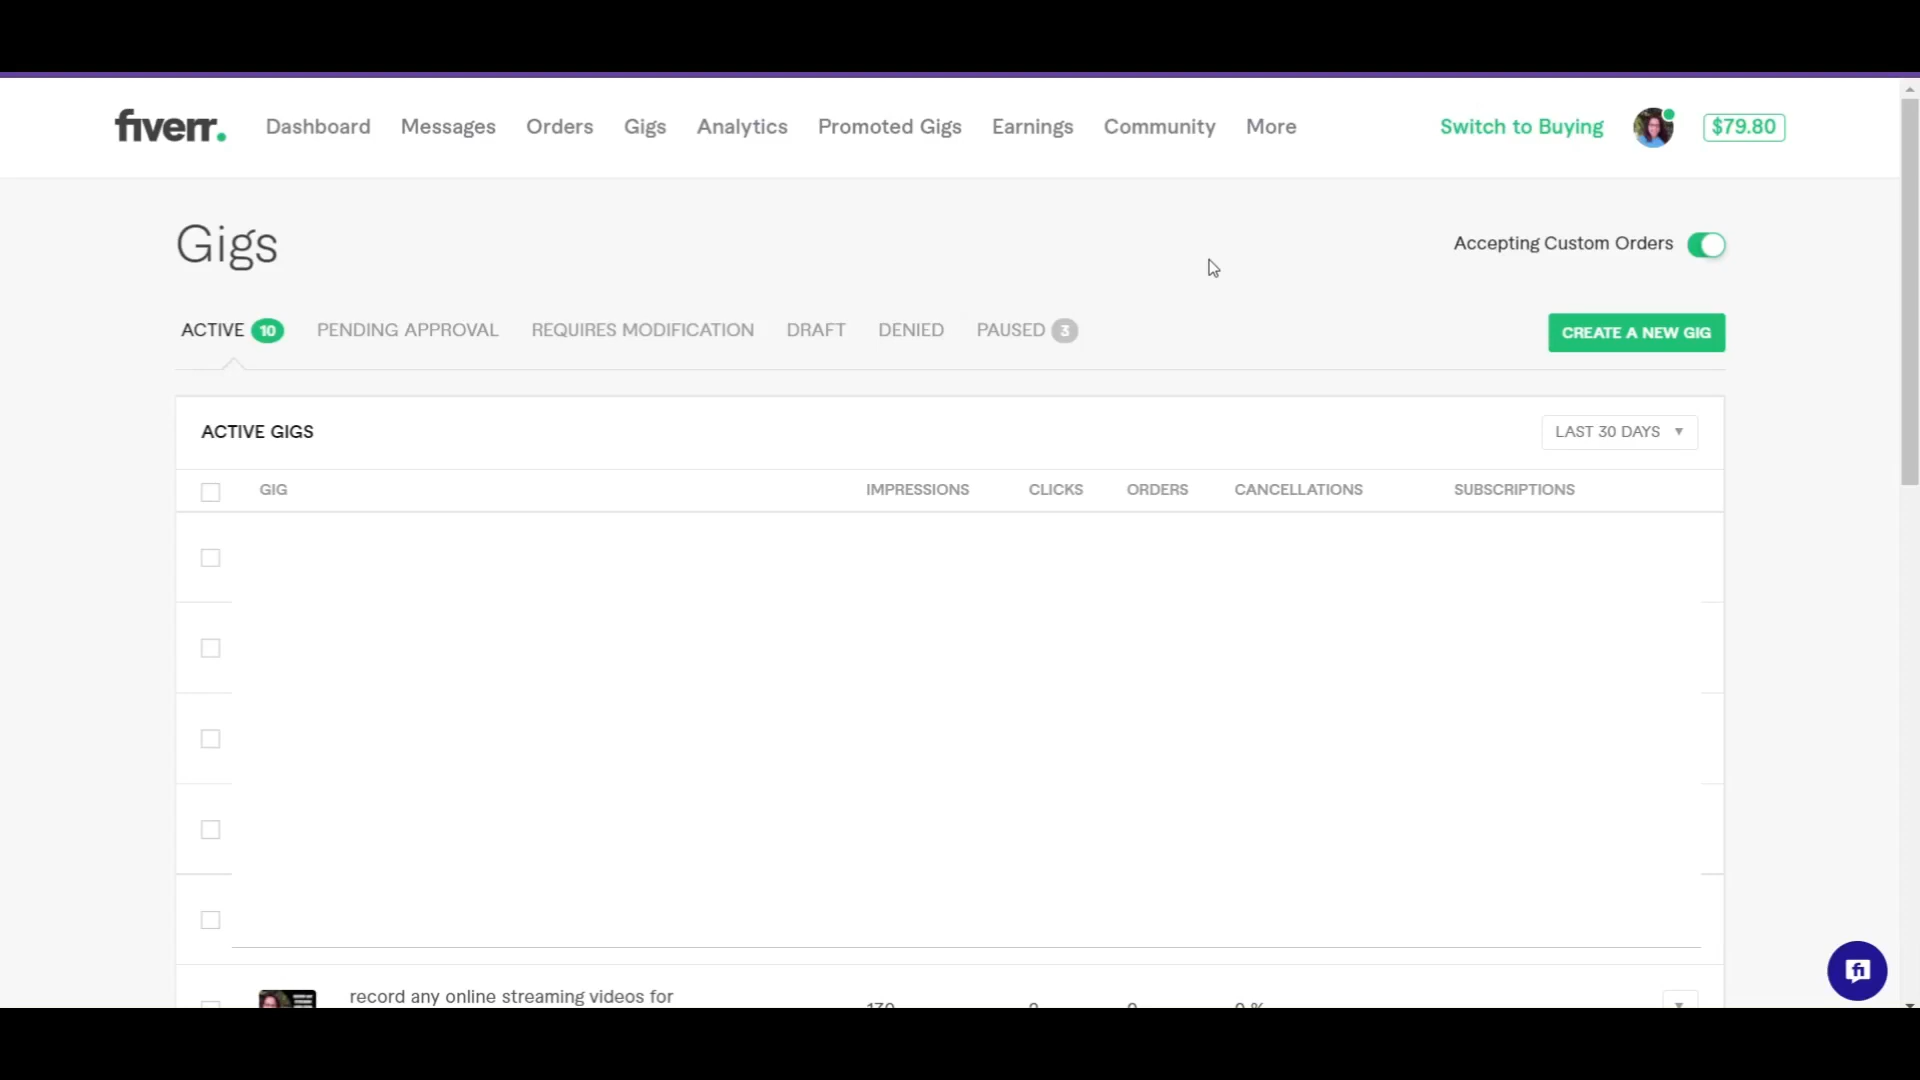 fiverr. Dashboard Messages Orders Gigs Analytics Promoted Gigs Earnings Community More Switch to Buying $79.80
Gigs
Accepting Custom Orders
ACTIVE 10 PENDING APPROVAL REQUIRES MODIFICATION DRAFT DENIED PAUSED 3
CREATE A NEW GIG
ACTIVE GIGS
LAST 30 DAYS
GIG IMPRESSIONS CLICKS ORDERS CANCELLATIONS SUBSCRIPTIONS
record any online streaming videos for
fi